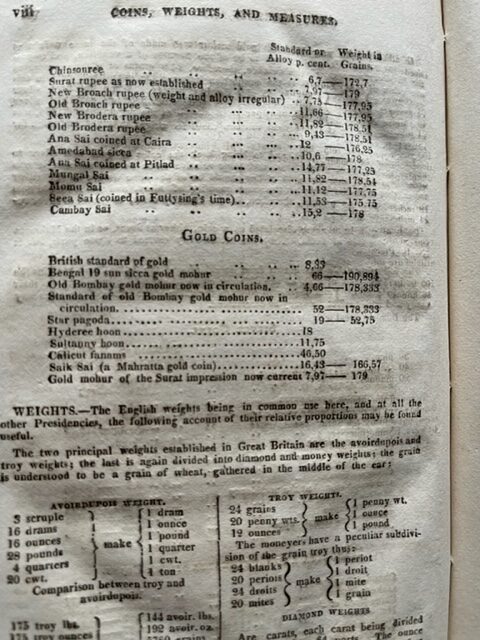 viii
COINS, WEIGHTS, AND MEASURES.
Standard or Weight in
Alloy p. cent. Grains.
Chinsouree .. .. .. .. .. 6,7—172,7
Surat rupee as now established .. .. 7,97—179
New Broach rupee (weight and alloy irregular) .. 7,73—177,95
Old Broach rupee .. .. .. .. 11,86—177,95
New Brodera rupee .. .. .. .. 11,82—178,51
Old Brodera rupee .. .. .. .. 9,43—178,51
Ana Sai coined at Caira .. .. .. 12—176,25
Amedabad sicca .. .. .. .. 10,6—178
Ana Sai coined at Pitlad .. .. .. 14,77—177,25
Mungal Sai .. .. .. .. 11,82—178,54
Momu Sai .. .. .. .. 11,12—177,75
Seea Sai (coined in Futtysing's time).. .. .. 11,53—175.75
Cambay Sai .. .. .. .. 15,2—178
GOLD COINS.
British standard of gold .. .. .. 8,33
Bengal 19 sun sicca gold mohur .. .. 66—190,894
Old Bombay gold mohur now in circulation. .. 4,66—178,333
Standard of old Bombay gold mohur now in
circulation.............................. 52—178,333
Star pagoda.............................. 19—52,75
Hyderee hoon............................ 18
Sultanny hoon........................... 11,75
Calicut fanams .......................... 46,50
Saik Sai (a Mahratta gold coin)............ 16,43—166,57
Gold mohur of the Surat impression now current 7,97—179
WEIGHTS.—The English weights being in common use here, and at all the
other Presidencies, the following account of their relative proportions may be found
useful.
The two principal weights established in Great Britain are the avoirdupois and
troy weights; the last is again divided into diamond and money weights; the grain
is understood to be a grain of wheat, gathered in the middle of the ear:
AVOIRDUPOIS WEIGHT.
3 scruple 1 dram
16 drams 1 ounce
16 ounces 1 pound
28 pounds make 1 quarter
4 quarters 1 cwt.
20 cwt. 1 ton
Comparison between troy and
avoirdupois.
175 troy lbs. 144 avoir. lbs.
175 troy ounces 192 avoir. oz.
TROY WEIGHTS.
24 grains 1 penny wt.
20 penny wts. make 1 ounce
12 ounces 1 pound
The moneyers have a peculiar subdivi-
sion of the grain troy thus:
24 blanks 1 periot
20 periots make 1 droit
24 droits 1 mite
20 mites 1 grain
DIAMOND WEIGHTS
Are carats, each carat being divided